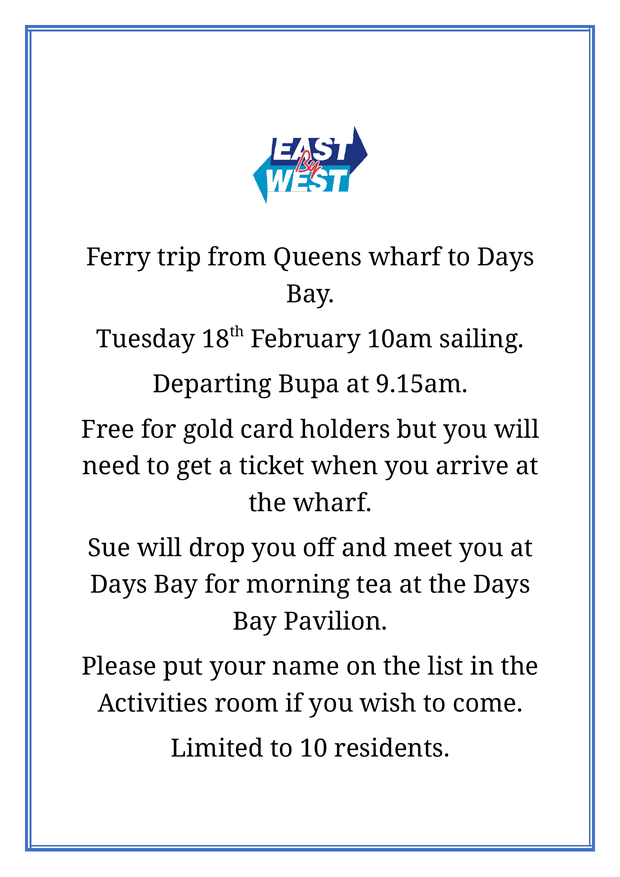 EAST
By
WEST
Ferry trip from Queens wharf to Days
Bay.
Tuesday 18th February 10am sailing.
Departing Bupa at 9.15am.
Free for gold card holders but you will
need to get a ticket when you arrive at
the wharf.
Sue will drop you off and meet you at
Days Bay for morning tea at the Days
Bay Pavilion.
Please put your name on the list in the
Activities room if you wish to come.
Limited to 10 residents.